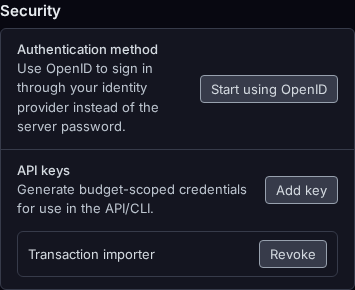 Security
Authentication method
Use OpenID to sign in
through your identity
provider instead of the
server password.
Start using OpenID
API keys
Generate budget-scoped credentials
for use in the API/CLI.
Add key
Transaction importer
Revoke